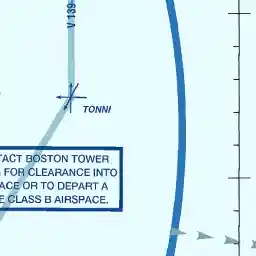 V 139
TONNI
TACT BOSTON TOWER
FOR CLEARANCE INTO
ACE OR TO DEPART A
E CLASS B AIRSPACE.